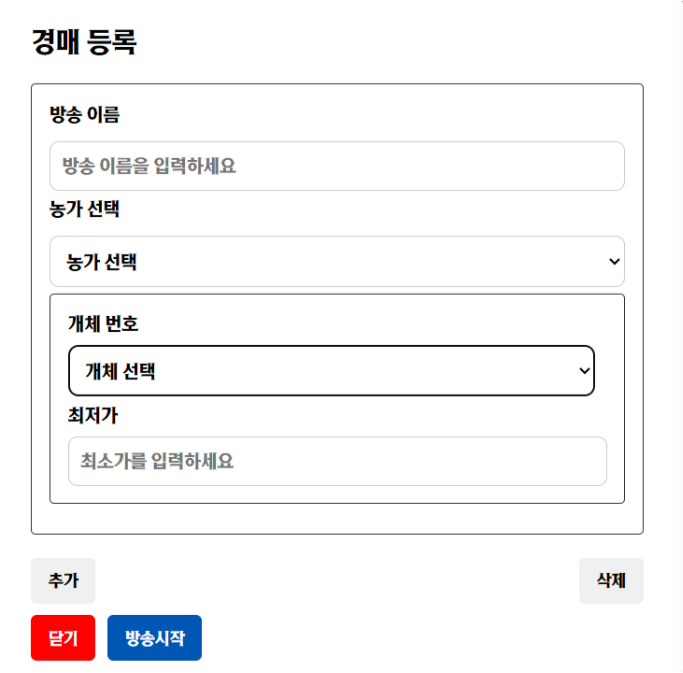 경매 등록
방송 이름
방송 이름을 입력하세요
농가 선택
농가 선택
개체 번호
개체 선택
최저가
최소가를 입력하세요
추가 삭제
닫기 방송시작